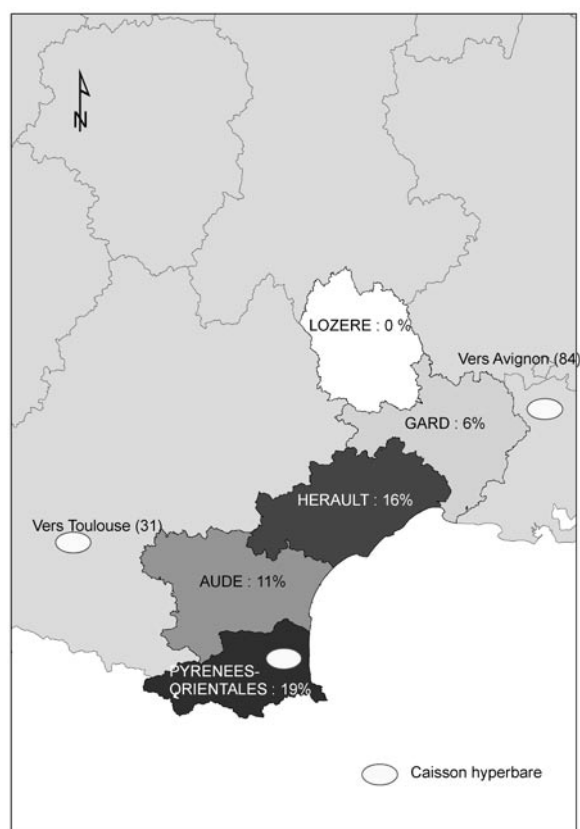 N
LOZERE : 0 %
Vers Avignon (84)
GARD : 6%
HERAULT : 16%
Vers Toulouse (31)
AUDE : 11%
PYRENEES-
ORIENTALES : 19%
Caisson hyperbare